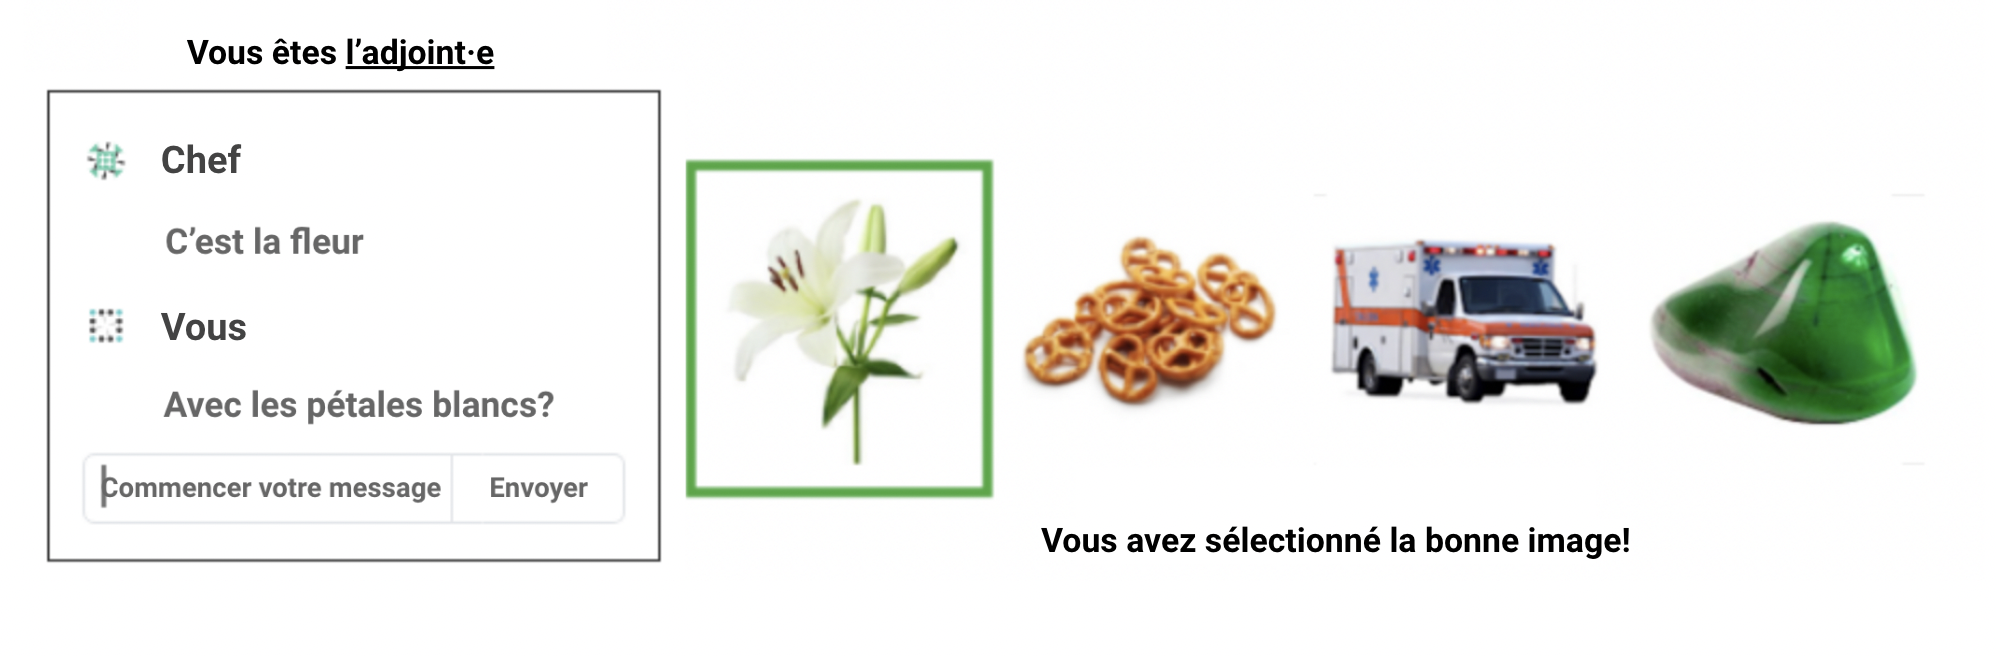 Vous êtes l’adjoint·e
Chef
C’est la fleur
Vous
Avec les pétales blancs?
Commencer votre message
Envoyer
Vous avez sélectionné la bonne image!